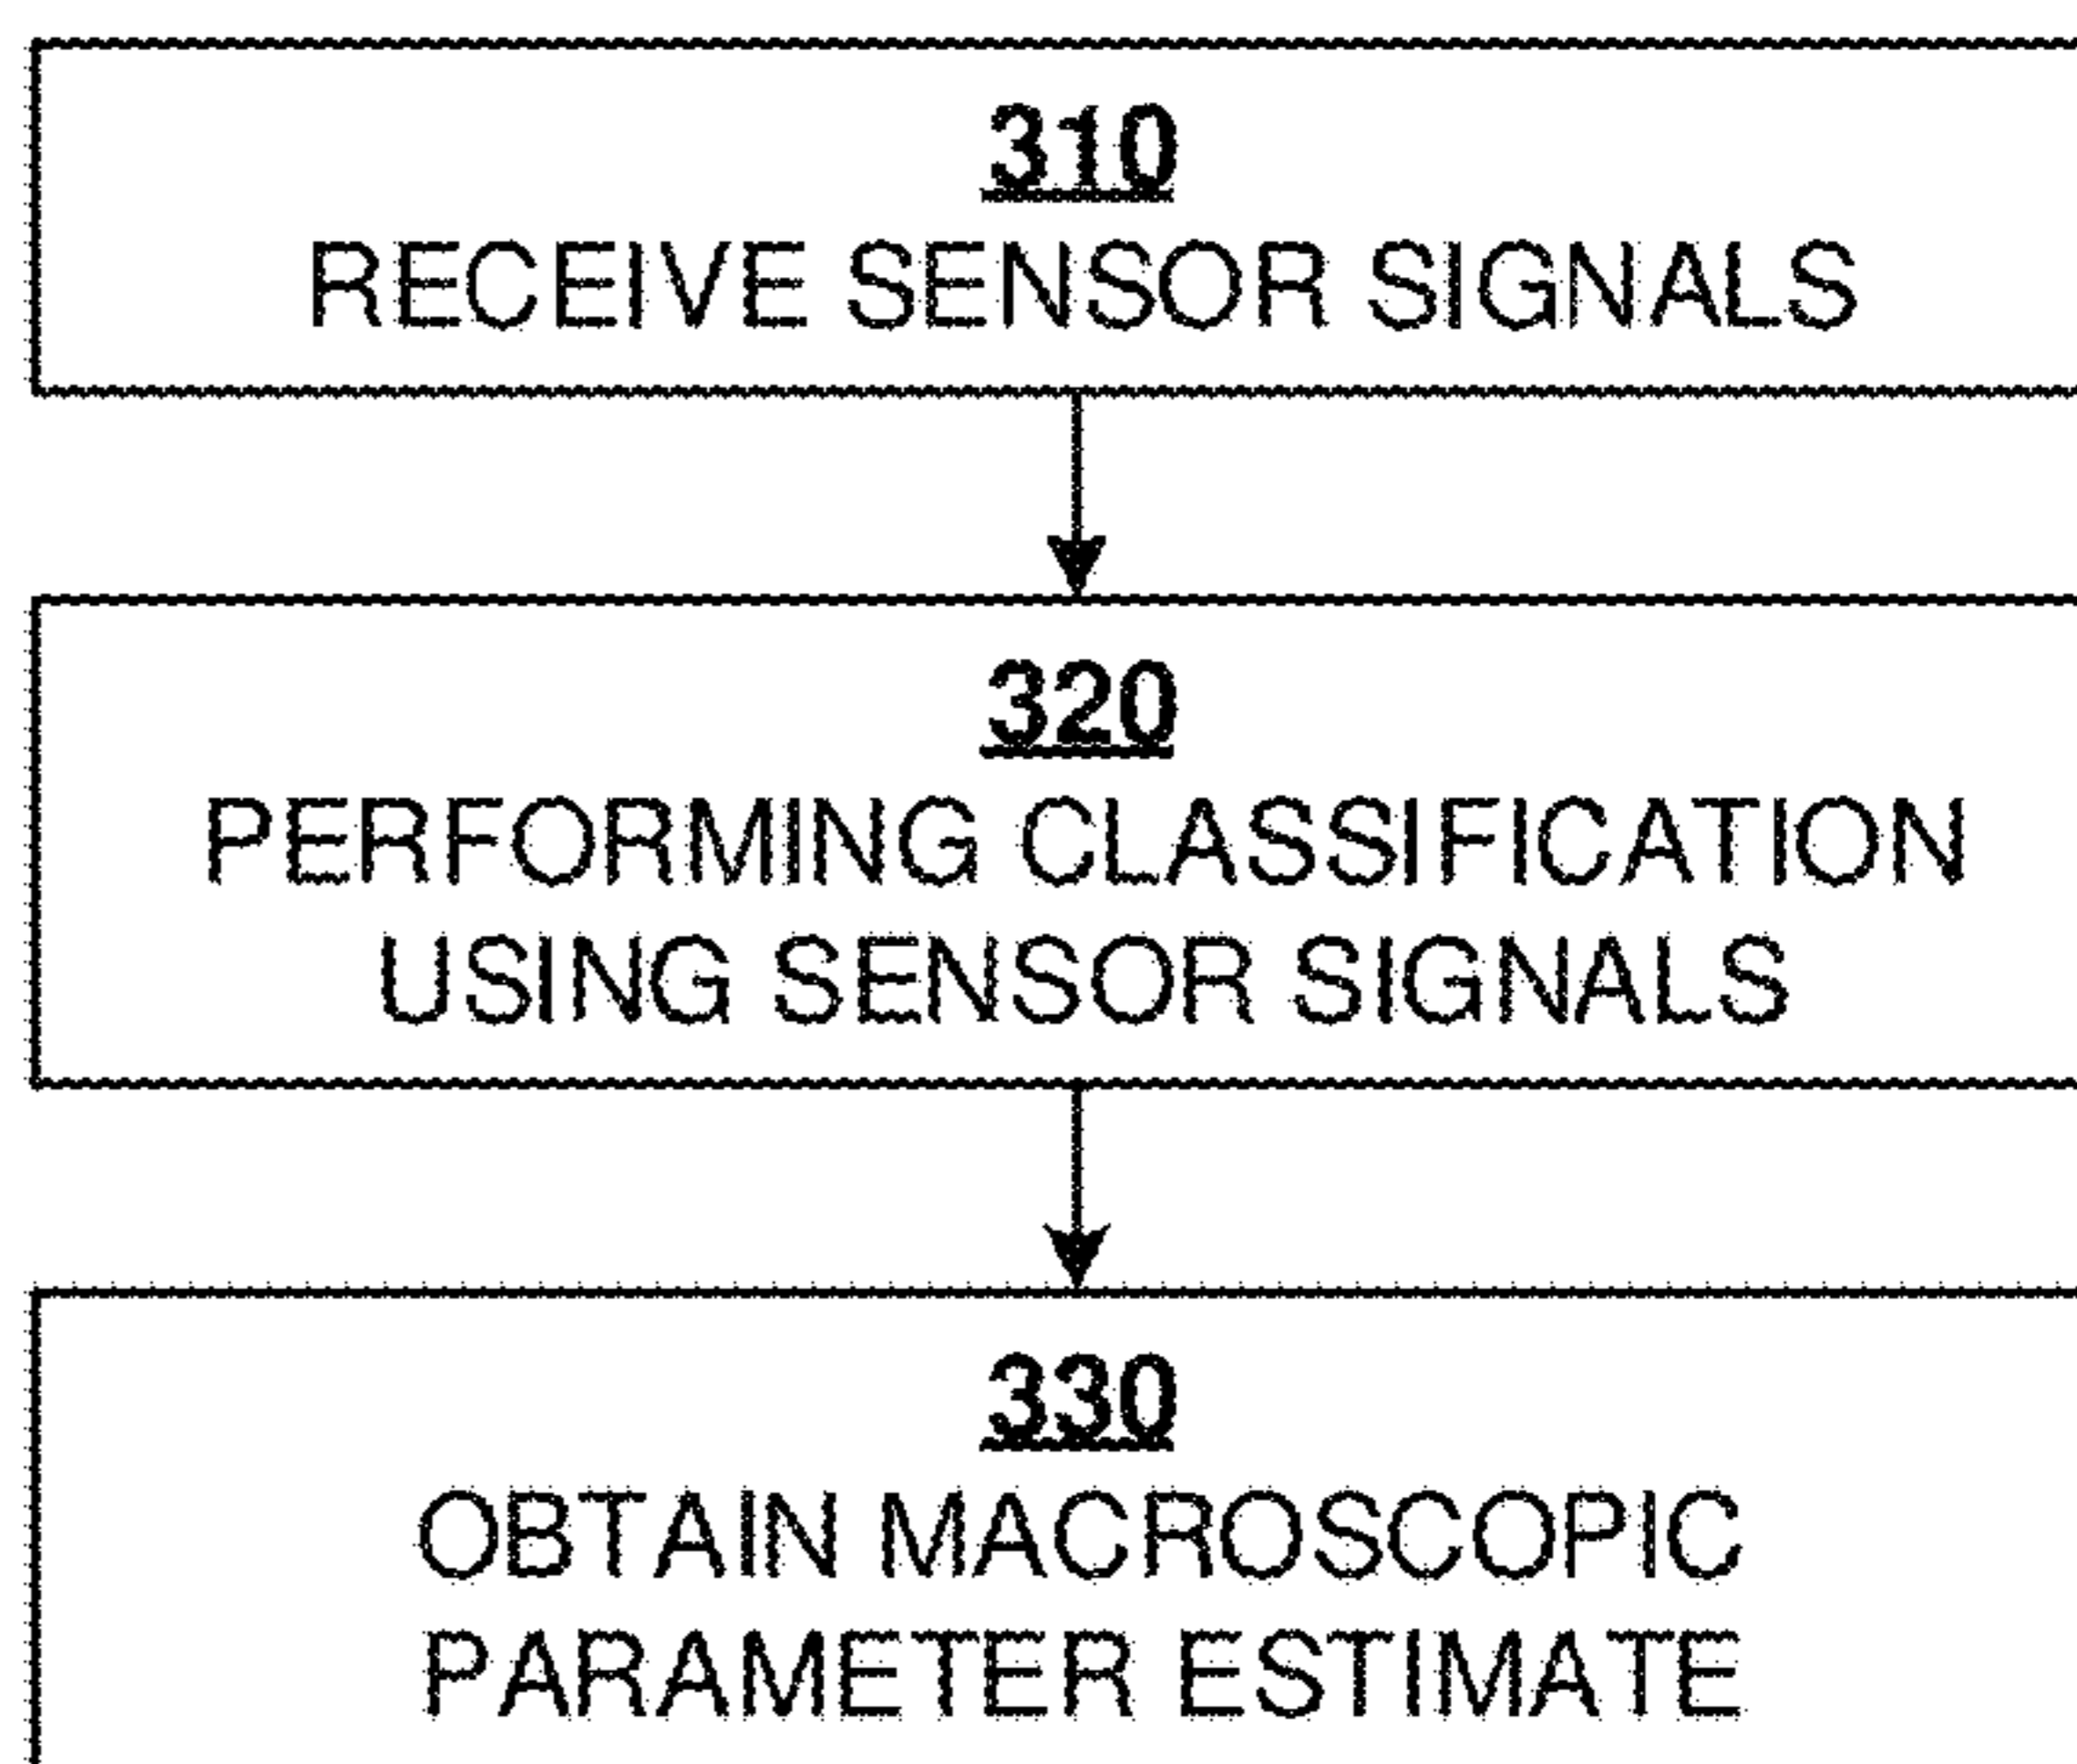 310
RECEIVE SENSOR SIGNALS
320
PERFORMING CLASSIFICATION
USING SENSOR SIGNALS
330
OBTAIN MACROSCOPIC
PARAMETER ESTIMATE